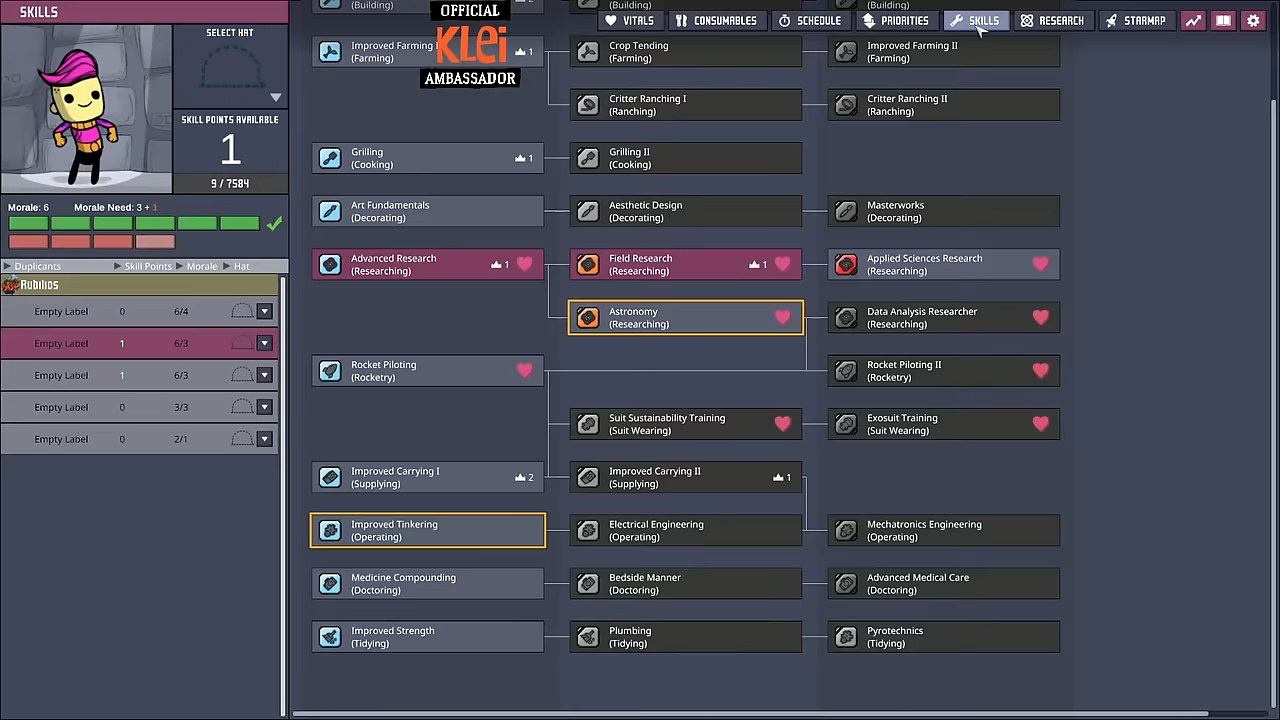 SKILLS
OFFICIAL
KLei
AMBASSADOR
VITALS
CONSUMABLES
SCHEDULE
PRIORITIES
SKILLS
RESEARCH
STARMAP
SELECT HAT
SKILL POINTS AVAILABLE
1
9 / 7584
Morale: 6
Morale Need: 3 + 1
Duplicants
Skill Points
Morale
Hat
Rubilios
Empty Label 0 6/4
Empty Label 1 6/3
Empty Label 1 6/3
Empty Label 0 3/3
Empty Label 0 2/1
(Building)
(Building)
(Building)
Improved Farming I
(Farming)
1
Crop Tending
(Farming)
Improved Farming II
(Farming)
Critter Ranching I
(Ranching)
Critter Ranching II
(Ranching)
Grilling
(Cooking)
1
Grilling II
(Cooking)
Art Fundamentals
(Decorating)
Aesthetic Design
(Decorating)
Masterworks
(Decorating)
Advanced Research
(Researching)
1
Field Research
(Researching)
1
Applied Sciences Research
(Researching)
Astronomy
(Researching)
Data Analysis Researcher
(Researching)
Rocket Piloting
(Rocketry)
Rocket Piloting II
(Rocketry)
Suit Sustainability Training
(Suit Wearing)
Exosuit Training
(Suit Wearing)
Improved Carrying I
(Supplying)
2
Improved Carrying II
(Supplying)
1
Improved Tinkering
(Operating)
Electrical Engineering
(Operating)
Mechatronics Engineering
(Operating)
Medicine Compounding
(Doctoring)
Bedside Manner
(Doctoring)
Advanced Medical Care
(Doctoring)
Improved Strength
(Tidying)
Plumbing
(Tidying)
Pyrotechnics
(Tidying)